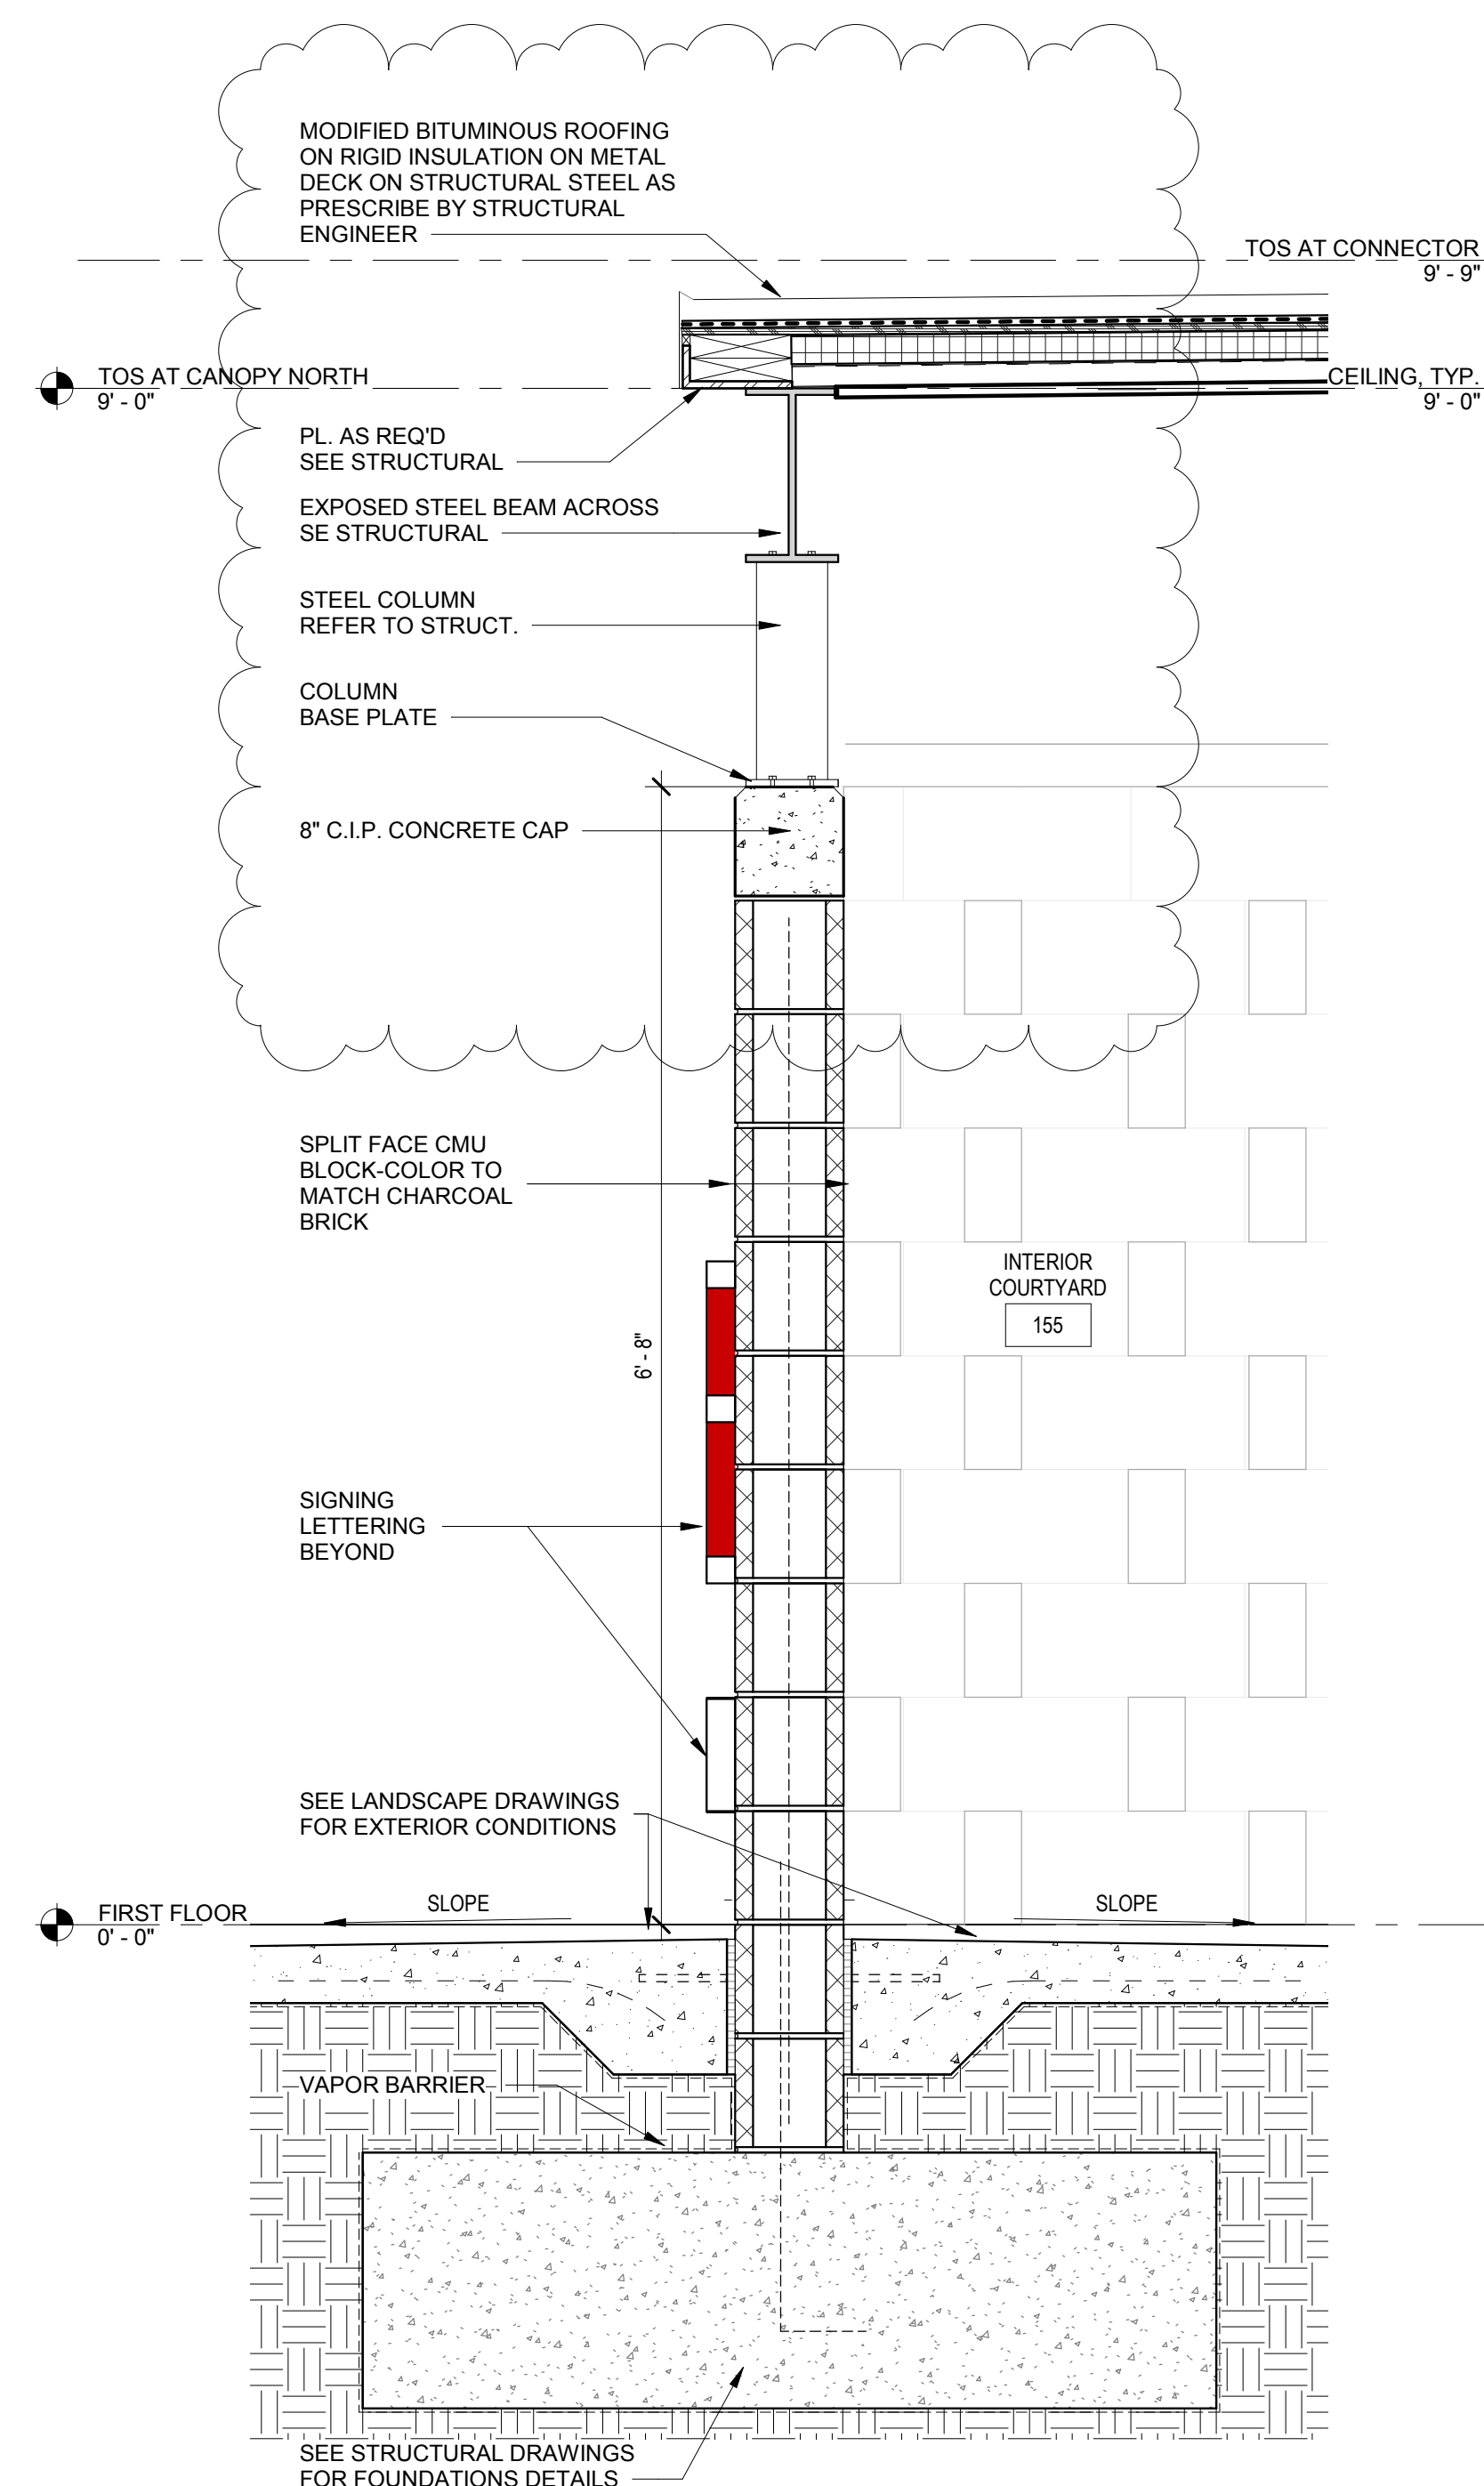 MODIFIED BITUMINOUS ROOFING
ON RIGID INSULATION ON METAL
DECK ON STRUCTURAL STEEL AS
PRESCRIBE BY STRUCTURAL
ENGINEER
TOS AT CONNECTOR
9' - 9"
TOS AT CANOPY NORTH
9' - 0"
CEILING, TYP.
9' - 0"
PL. AS REQ'D
SEE STRUCTURAL
EXPOSED STEEL BEAM ACROSS
SE STRUCTURAL
STEEL COLUMN
REFER TO STRUCT.
COLUMN
BASE PLATE
8" C.I.P. CONCRETE CAP
SPLIT FACE CMU
BLOCK-COLOR TO
MATCH CHARCOAL
BRICK
INTERIOR
COURTYARD
155
6' - 8"
SIGNING
LETTERING
BEYOND
SEE LANDSCAPE DRAWINGS
FOR EXTERIOR CONDITIONS
SLOPE
SLOPE
FIRST FLOOR
0' - 0"
VAPOR BARRIER
SEE STRUCTURAL DRAWINGS
FOR FOUNDATIONS DETAILS